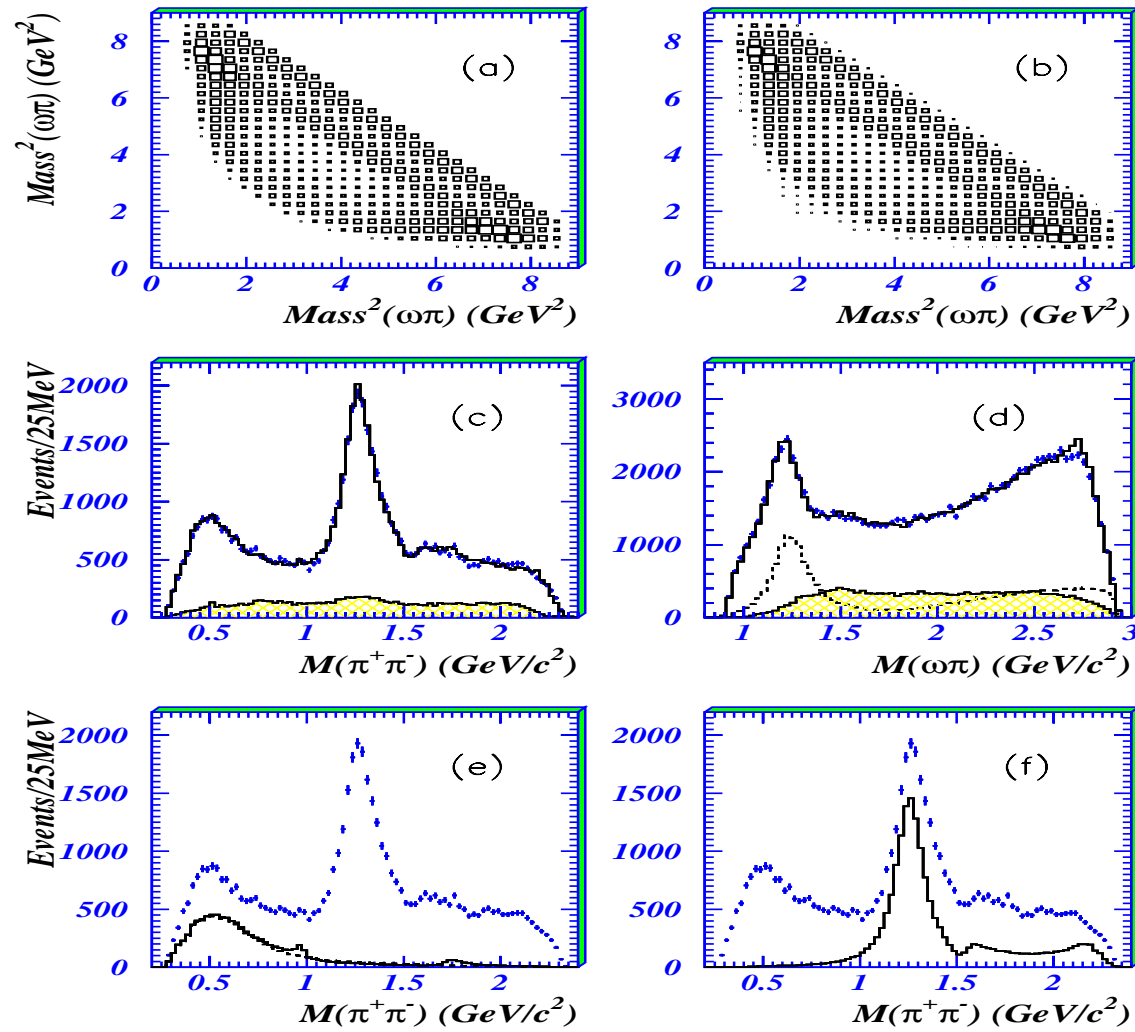 Mass²(ωπ) (GeV²)
8
6
4
2
0
(a)
0 2 4 6 8
Mass²(ωπ) (GeV²)
8
6
4
2
0
(b)
0 2 4 6 8
Mass²(ωπ) (GeV²)
Events/25MeV
2000
1500
1000
500
0
(c)
0.5 1 1.5 2
M(π⁺π⁻) (GeV/c²)
3000
2000
1000
0
(d)
1 1.5 2 2.5 3
M(ωπ) (GeV/c²)
Events/25MeV
2000
1500
1000
500
0
(e)
0.5 1 1.5 2
M(π⁺π⁻) (GeV/c²)
2000
1500
1000
500
0
(f)
0.5 1 1.5 2
M(π⁺π⁻) (GeV/c²)